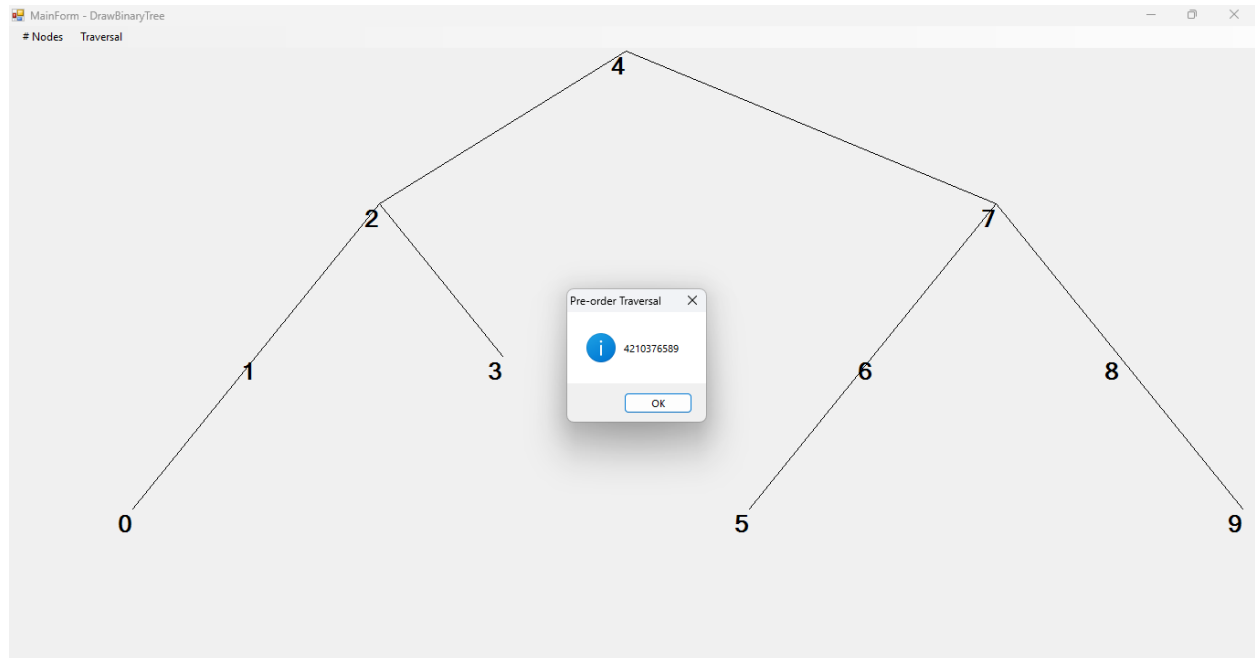 MainForm - DrawBinaryTree
# Nodes Traversal
4
2 7
Pre-order Traversal
4210376589
1 3 6 8
OK
0 5 9